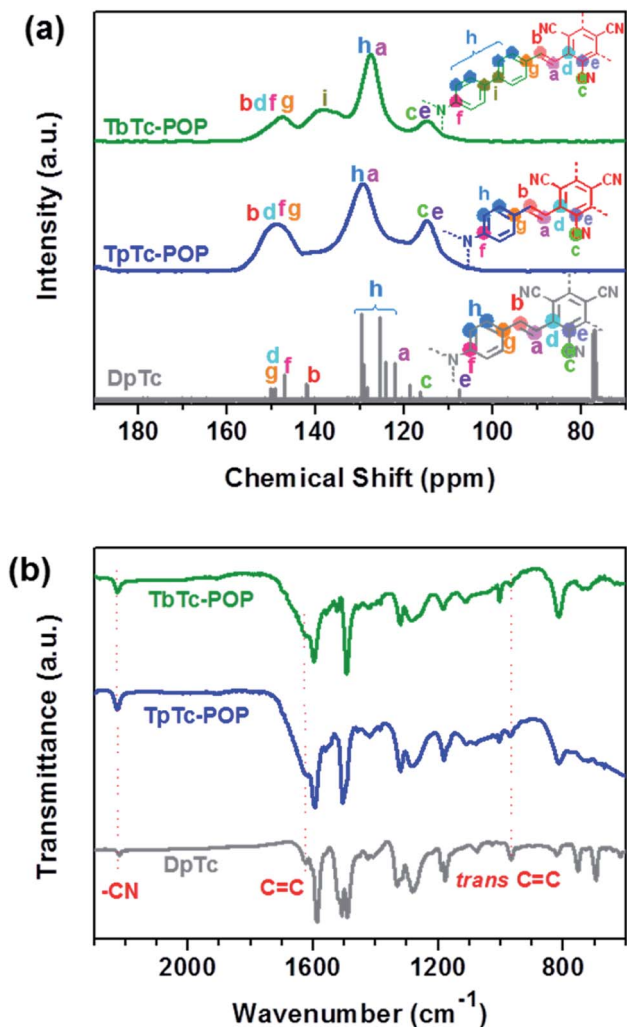 (a)
h
b
NC
CN
g
a
d
e
N
i
CN
f
c
h a
b d f g
i
c e
TbTc-POP
h
b
NC
CN
g
a
d
e
N
f
CN
c
h a
b d f g
c e
TpTc-POP
h
b
NC
CN
g
a
d
e
N
f
CN
c
h
d
g f b
a
c
e
DpTc
Intensity (a.u.)
180 160 140 120 100 80
Chemical Shift (ppm)
(b)
TbTc-POP
TpTc-POP
DpTc
-CN
C=C
trans C=C
Transmittance (a.u.)
2000 1600 1200 800
Wavenumber (cm⁻¹)